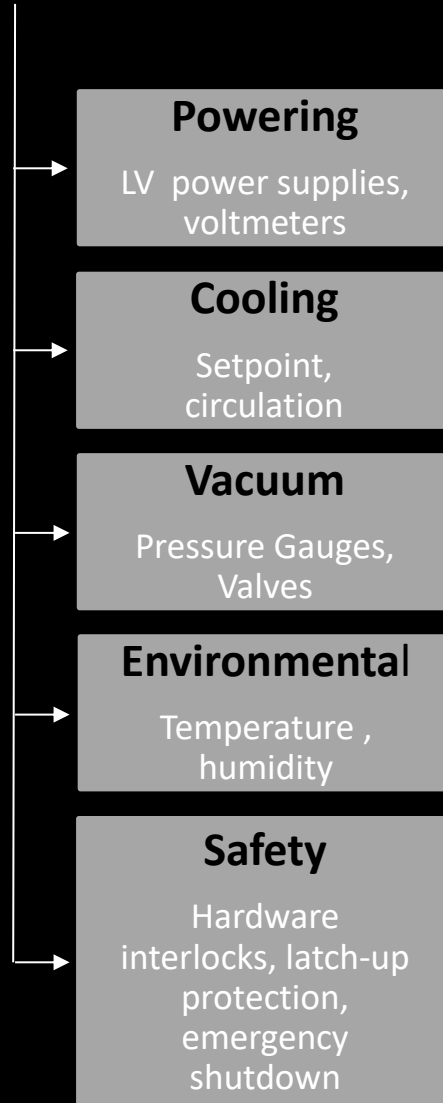 Powering
LV power supplies,
voltmeters
Cooling
Setpoint,
circulation
Vacuum
Pressure Gauges,
Valves
Environmental
Temperature ,
humidity
Safety
Hardware
interlocks, latch-up
protection,
emergency
shutdown